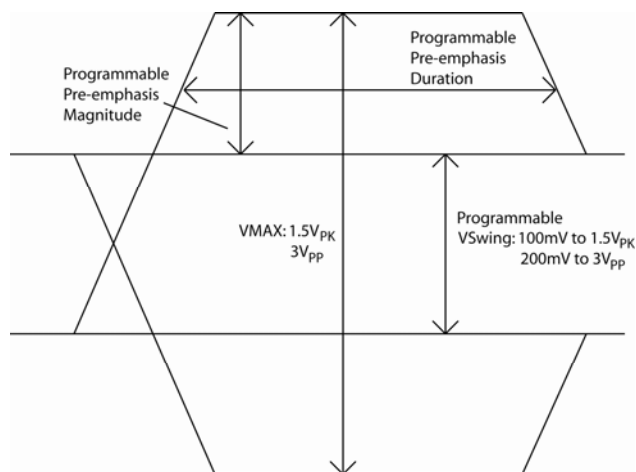 Programmable
Pre-emphasis
Magnitude
Programmable
Pre-emphasis
Duration
VMAX: 1.5VPK
3VPP
Programmable
VSwing: 100mV to 1.5VPK
200mV to 3VPP